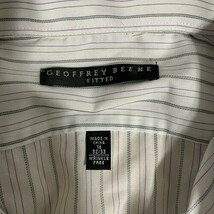 GEOFFREY BEENE
FITTED
MADE IN
CHINA
16
32/33
WRINKLE
FREE